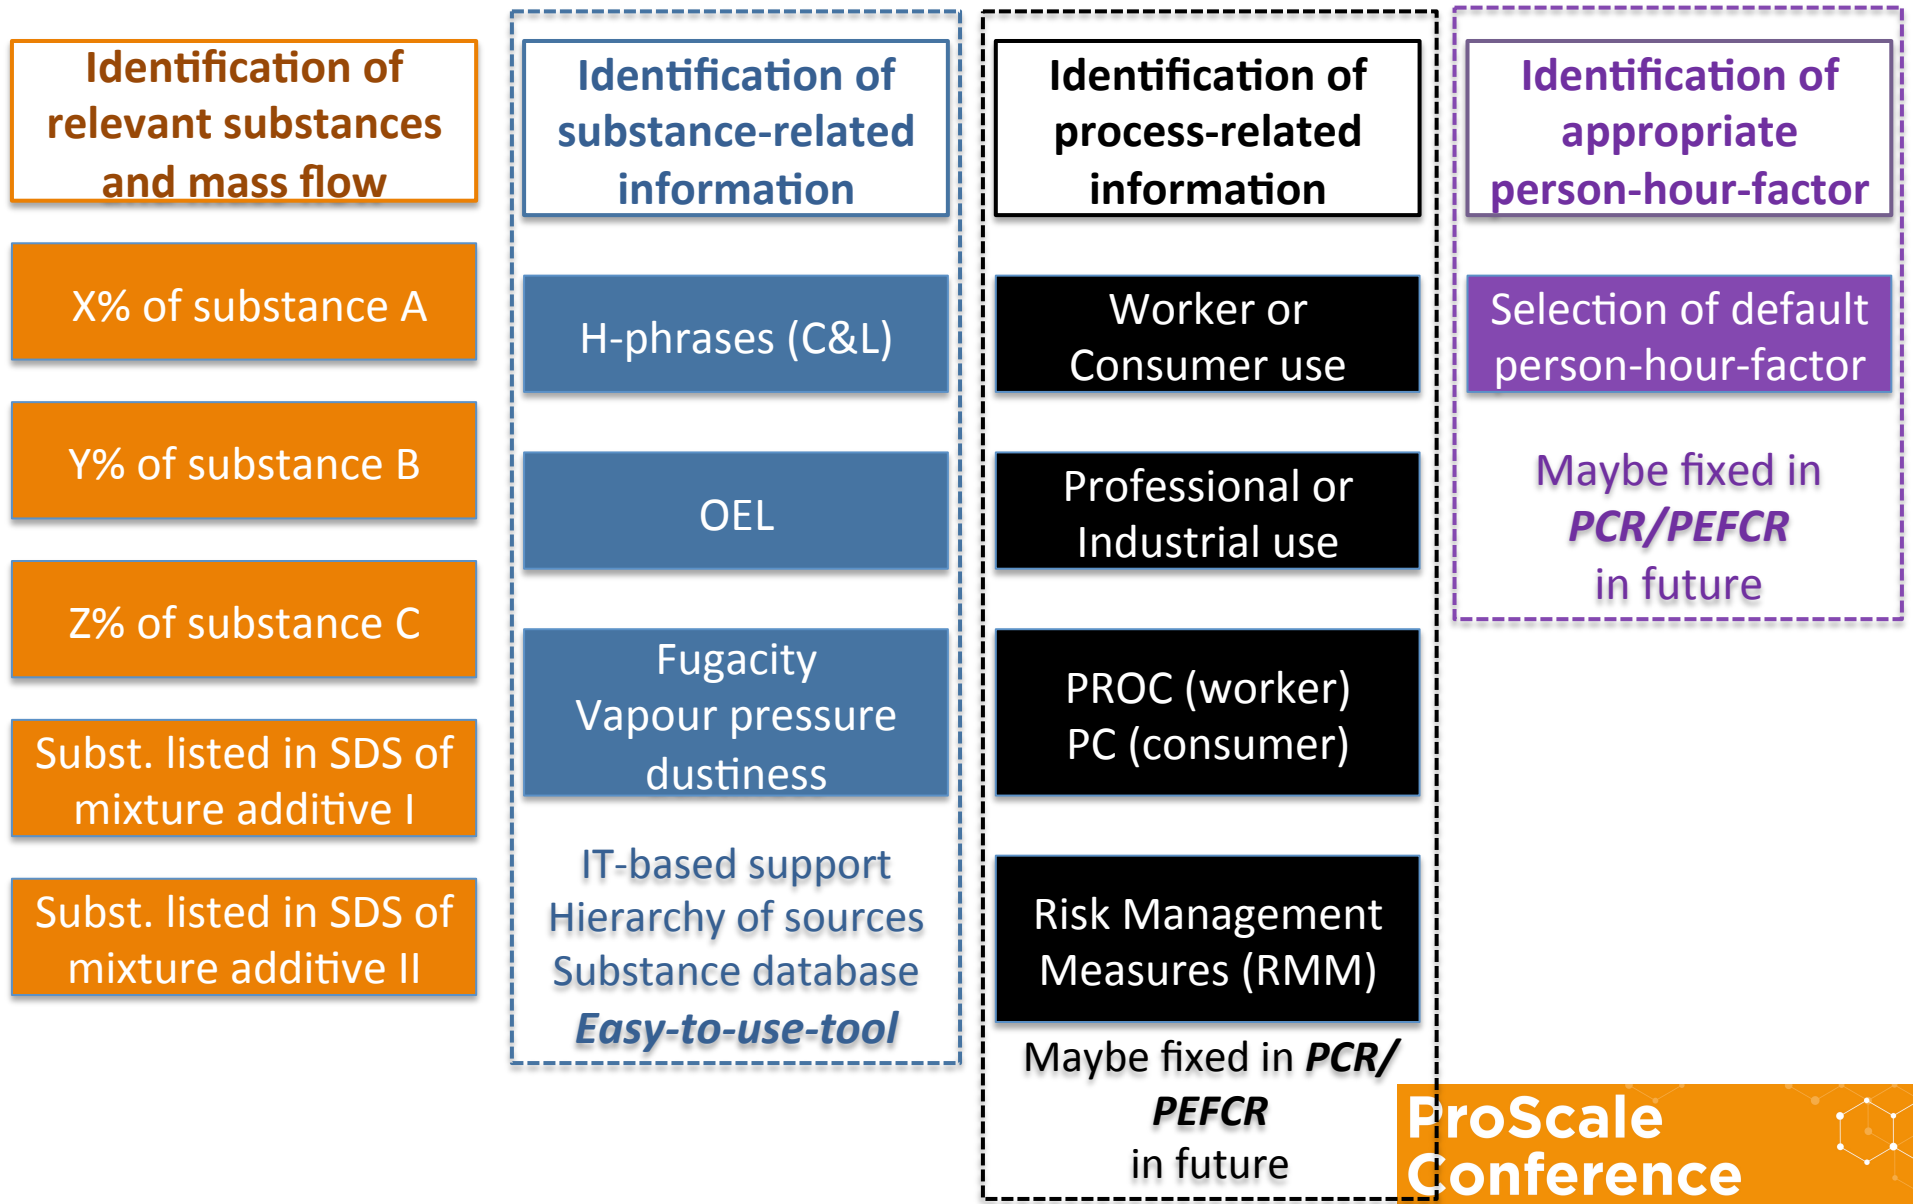 Identification of
relevant substances
and mass flow
X% of substance A
Y% of substance B
Z% of substance C
Subst. listed in SDS of
mixture additive I
Subst. listed in SDS of
mixture additive II
Identification of
substance-related
information
H-phrases (C&L)
OEL
Fugacity
Vapour pressure
dustiness
IT-based support
Hierarchy of sources
Substance database
Easy-to-use-tool
Identification of
process-related
information
Worker or
Consumer use
Professional or
Industrial use
PROC (worker)
PC (consumer)
Risk Management
Measures (RMM)
Maybe fixed in PCR/
PEFCR
in future
Identification of
appropriate
person-hour-factor
Selection of default
person-hour-factor
Maybe fixed in
PCR/PEFCR
in future
ProScale
Conference